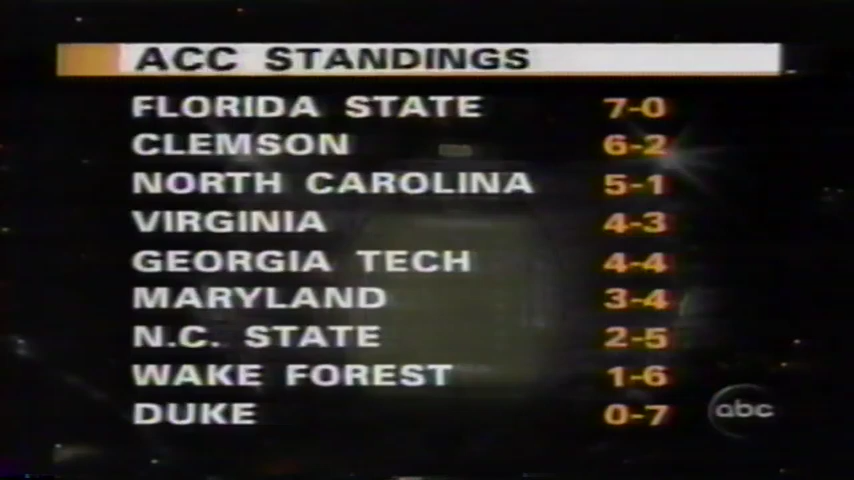 ACC STANDINGS
FLORIDA STATE 7-0
CLEMSON 6-2
NORTH CAROLINA 5-1
VIRGINIA 4-3
GEORGIA TECH 4-4
MARYLAND 3-4
N.C. STATE 2-5
WAKE FOREST 1-6
DUKE 0-7
abc